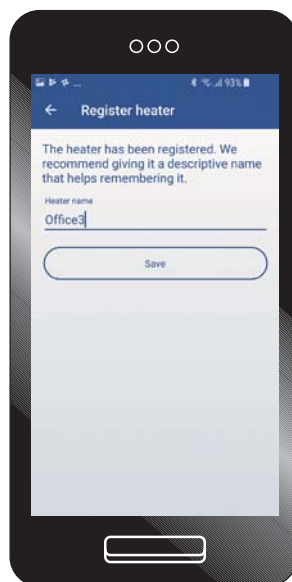 93%
Register heater
The heater has been registered. We
recommend giving it a descriptive name
that helps remembering it.
Heater name
Office3
Save